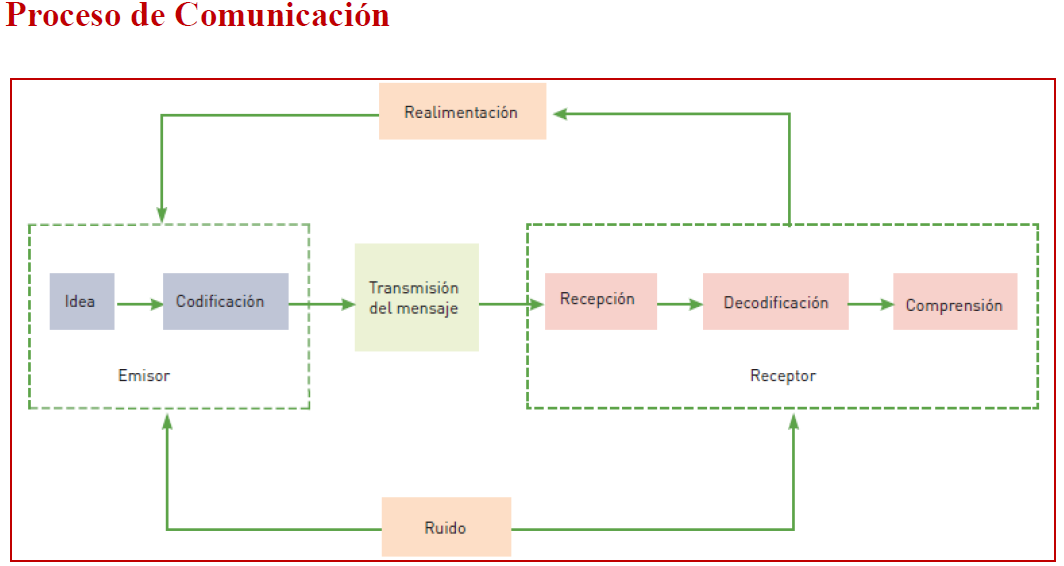 Proceso de Comunicación
Realimentación
Idea
Codificación
Transmisión
del mensaje
Recepción
Decodificación
Comprensión
Emisor
Receptor
Ruido